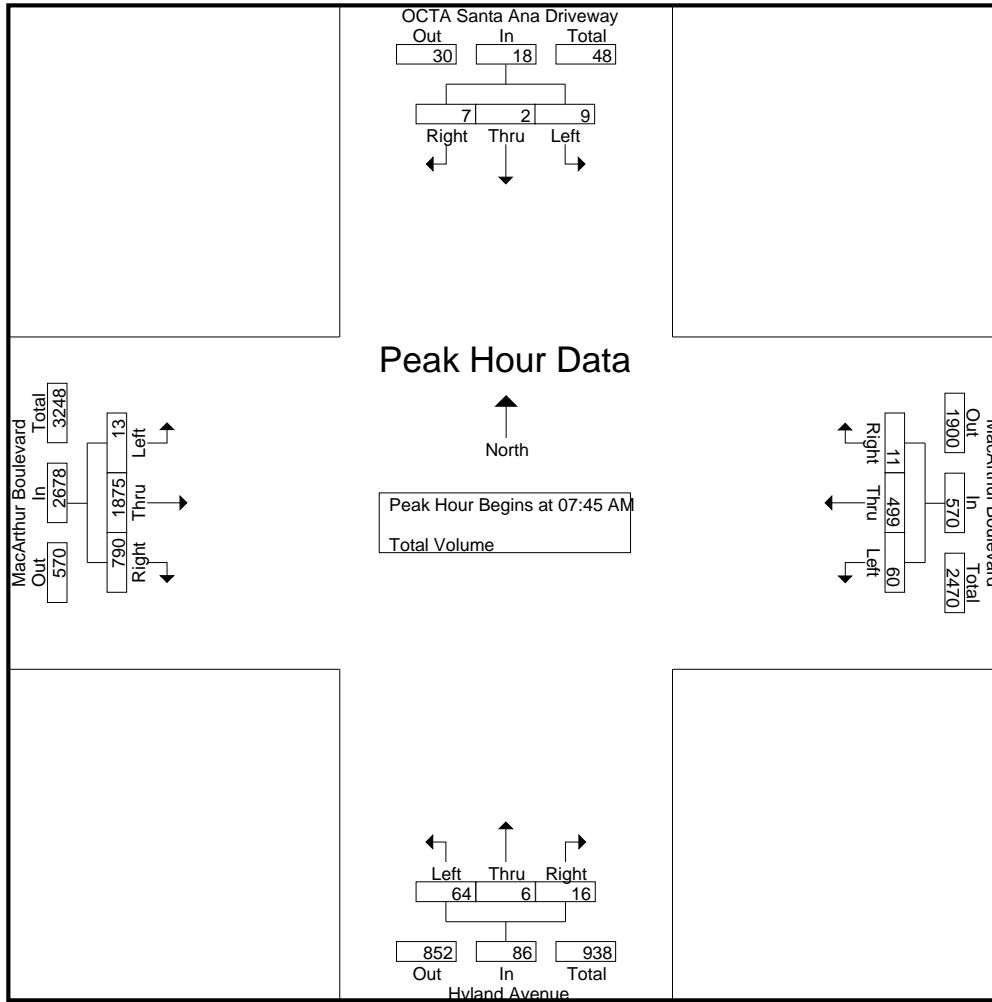 OCTA Santa Ana Driveway
Out In Total
30 18 48
7 2 9
Right Thru Left
Peak Hour Data
North
Peak Hour Begins at 07:45 AM
Total Volume
MacArthur Boulevard
Out In Total
570 2678 3248
790 1875 13
Right Thru Left
MacArthur Boulevard
Out In Total
1900 570 2470
11 499 60
Right Thru Left
Left Thru Right
64 6 16
852 86 938
Out In Total
Hyland Avenue